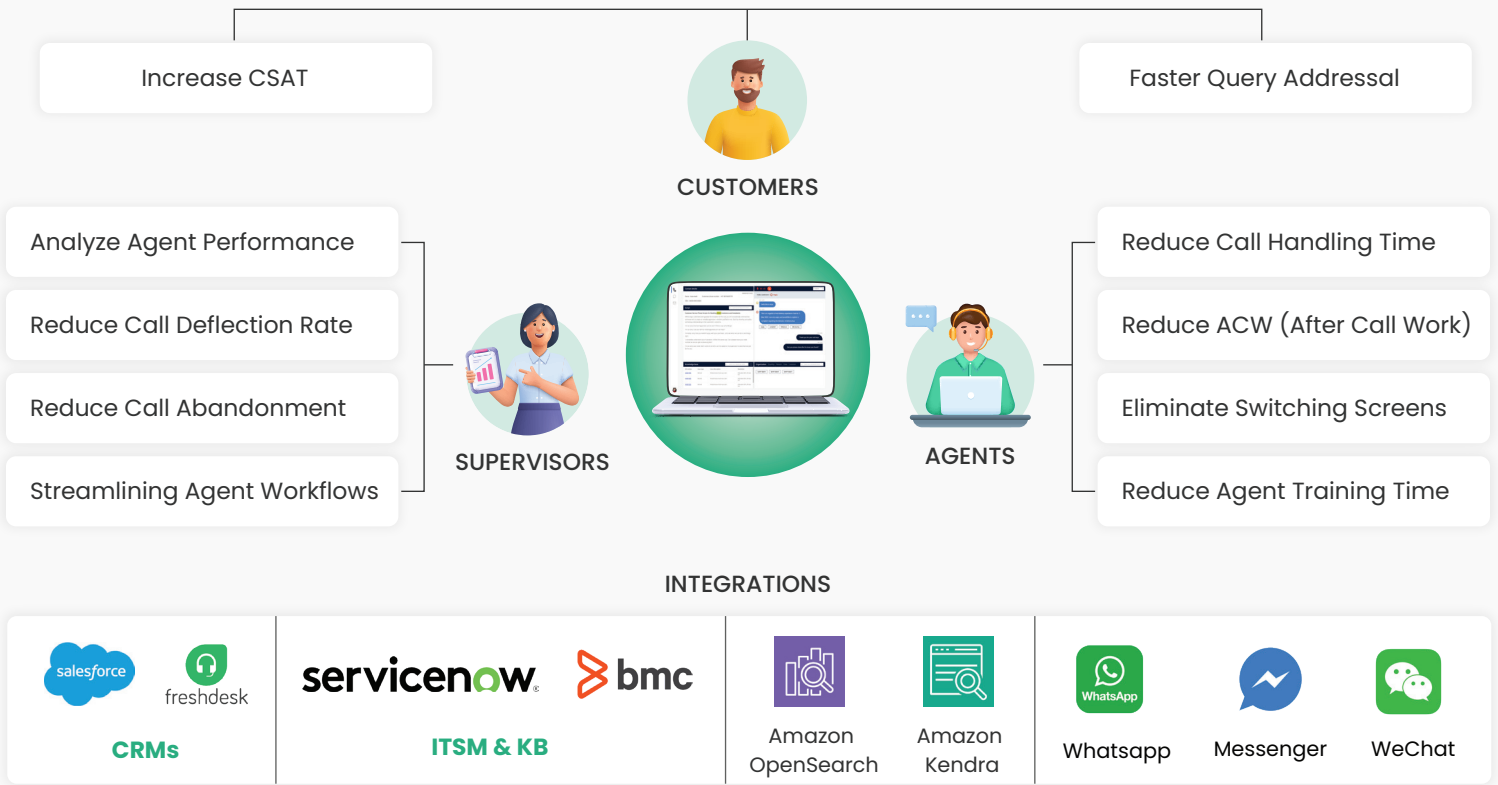 Increase CSAT
Faster Query Addressal
CUSTOMERS
Analyze Agent Performance
Reduce Call Deflection Rate
Reduce Call Abandonment
Streamlining Agent Workflows
SUPERVISORS
AGENTS
Reduce Call Handling Time
Reduce ACW (After Call Work)
Eliminate Switching Screens
Reduce Agent Training Time
INTEGRATIONS
salesforce
freshdesk
CRMs
servicenow
bmc
ITSM & KB
Amazon
OpenSearch
Amazon
Kendra
WhatsApp
Whatsapp
Messenger
WeChat